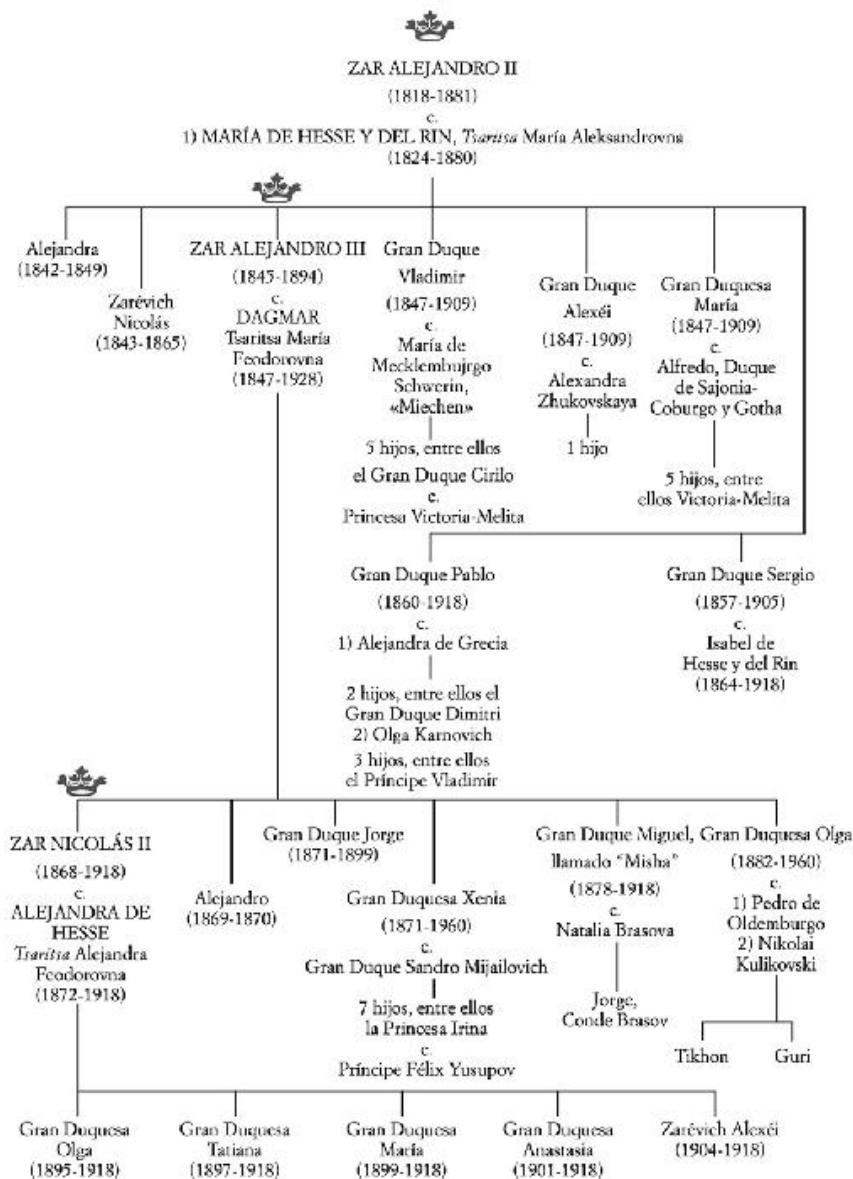 ZAR ALEJANDRO II
(1818-1881)
c.
1) MARÍA DE HESSE Y DEL RIN, Tsaritsa María Aleksandrovna
(1824-1880)
Alejandra
(1842-1849)
Zarévich
Nicolás
(1843-1865)
ZAR ALEJANDRO III
(1845-1894)
c.
DAGMAR
Tsaritsa María
Feodorovna
(1847-1928)
Gran Duque
Vladimir
(1847-1909)
c.
María de
Mecklembujrgo
Schwerin,
«Miechen»
5 hijos, entre ellos
el Gran Duque Cirilo
c.
Princesa Victoria-Melita
Gran Duque
Alexéi
(1847-1909)
c.
Alexandra
Zhukovskaya
1 hijo
Gran Duquesa
María
(1847-1909)
c.
Alfredo, Duque
de Sajonia-
Coburgo y Gotha
5 hijos, entre
ellos Victoria-Melita
Gran Duque Pablo
(1860-1918)
c.
1) Alejandra de Grecia
2 hijos, entre ellos el
Gran Duque Dimitri
2) Olga Karnovich
3 hijos, entre ellos
el Príncipe Vladimir
Gran Duque Sergio
(1857-1905)
c.
Isabel de
Hesse y del Rin
(1864-1918)
ZAR NICOLÁS II
(1868-1918)
c.
ALEJANDRA DE
HESSE
Tsaritsa Alejandra
Feodorovna
(1872-1918)
Alejandro
(1869-1870)
Gran Duque Jorge
(1871-1899)
Gran Duquesa Xenia
(1871-1960)
c.
Gran Duque Sandro Mijailovich
7 hijos, entre ellos
la Princesa Irina
c.
Príncipe Félix Yusupov
Gran Duque Miguel,
llamado "Misha"
(1878-1918)
c.
Natalia Brasova
Jorge,
Conde Brasov
Gran Duquesa Olga
(1882-1960)
c.
1) Pedro de
Oldemburgo
2) Nikolai
Kulikovski
Tikhon
Guri
Gran Duquesa
Olga
(1895-1918)
Gran Duquesa
Tatiana
(1897-1918)
Gran Duquesa
María
(1899-1918)
Gran Duquesa
Anastasia
(1901-1918)
Zarévich Alexéi
(1904-1918)